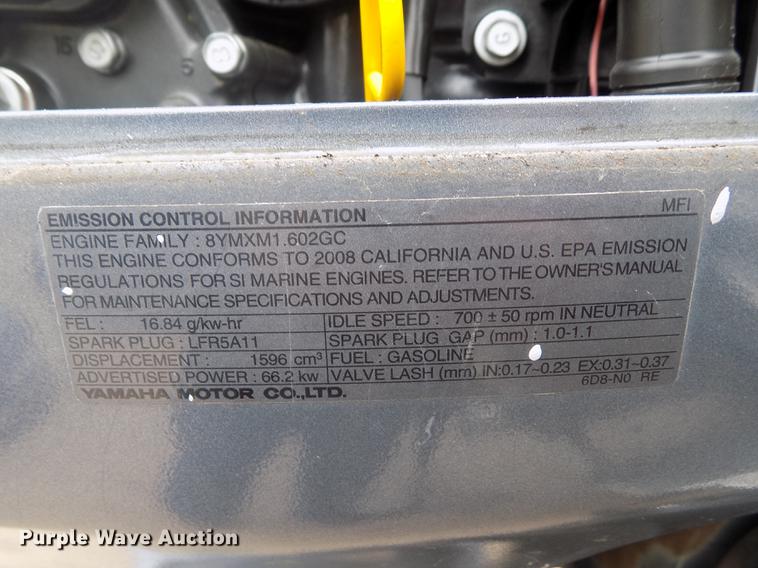 15
5
3
6
EMISSION CONTROL INFORMATION MFI
ENGINE FAMILY : 8YMXM1.602GC
THIS ENGINE CONFORMS TO 2008 CALIFORNIA AND U.S. EPA EMISSION
REGULATIONS FOR SI MARINE ENGINES. REFER TO THE OWNER'S MANUAL
FOR MAINTENANCE SPECIFICATIONS AND ADJUSTMENTS.
FEL : 16.84 g/kw-hr IDLE SPEED : 700 ± 50 rpm IN NEUTRAL
SPARK PLUG : LFR5A11 SPARK PLUG GAP (mm) : 1.0-1.1
DISPLACEMENT : 1596 cm³ FUEL : GASOLINE
ADVERTISED POWER : 66.2 kw VALVE LASH (mm) IN:0.17~0.23 EX:0.31~0.37
YAMAHA MOTOR CO.,LTD. 6D8-N0 RE
Purple Wave Auction